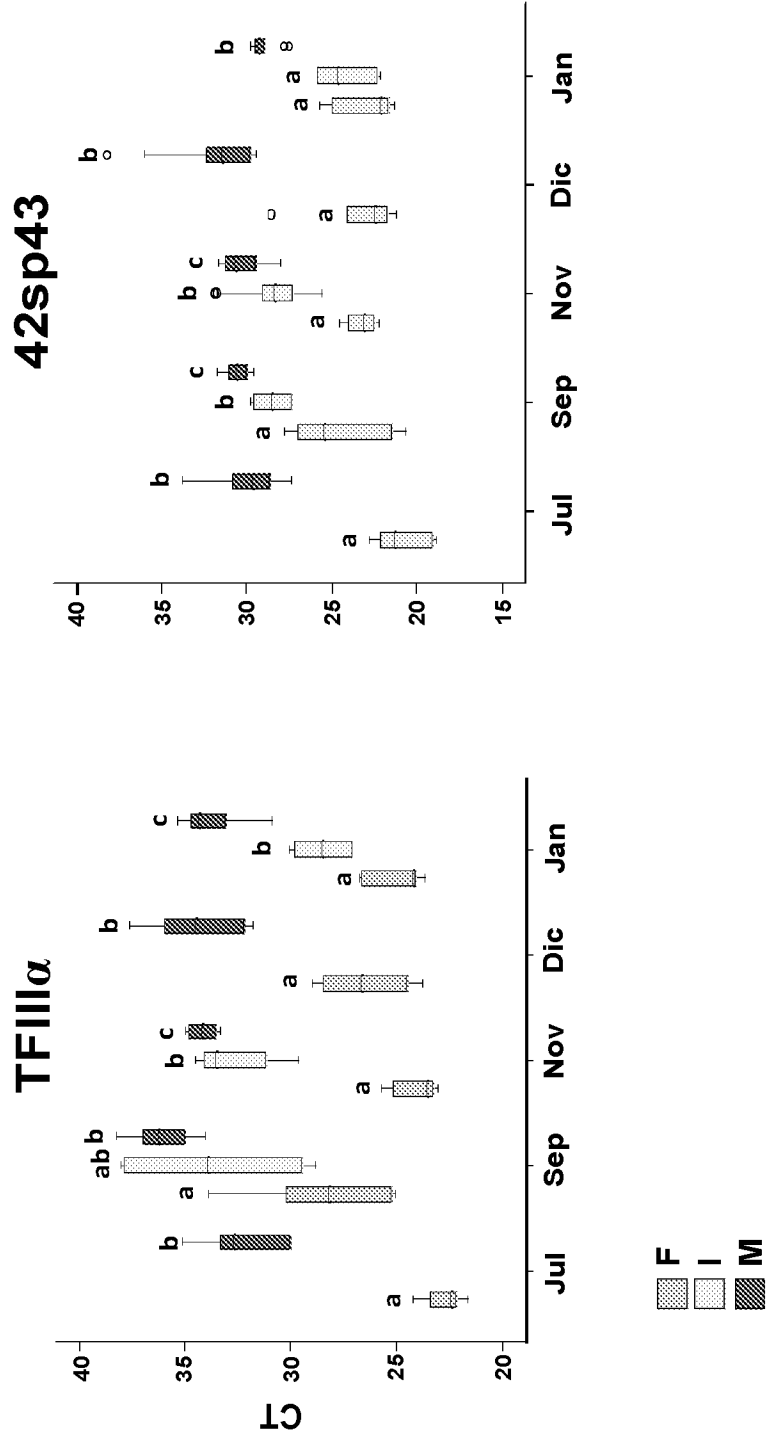 TFIIIα
CT
40
35
30
25
20
a b a ab b a b c a b a b c
Jul Sep Nov Dic Jan
42sp43
40
35
30
25
20
15
a b a b c a b c a b a a b
Jul Sep Nov Dic Jan
F
I
M